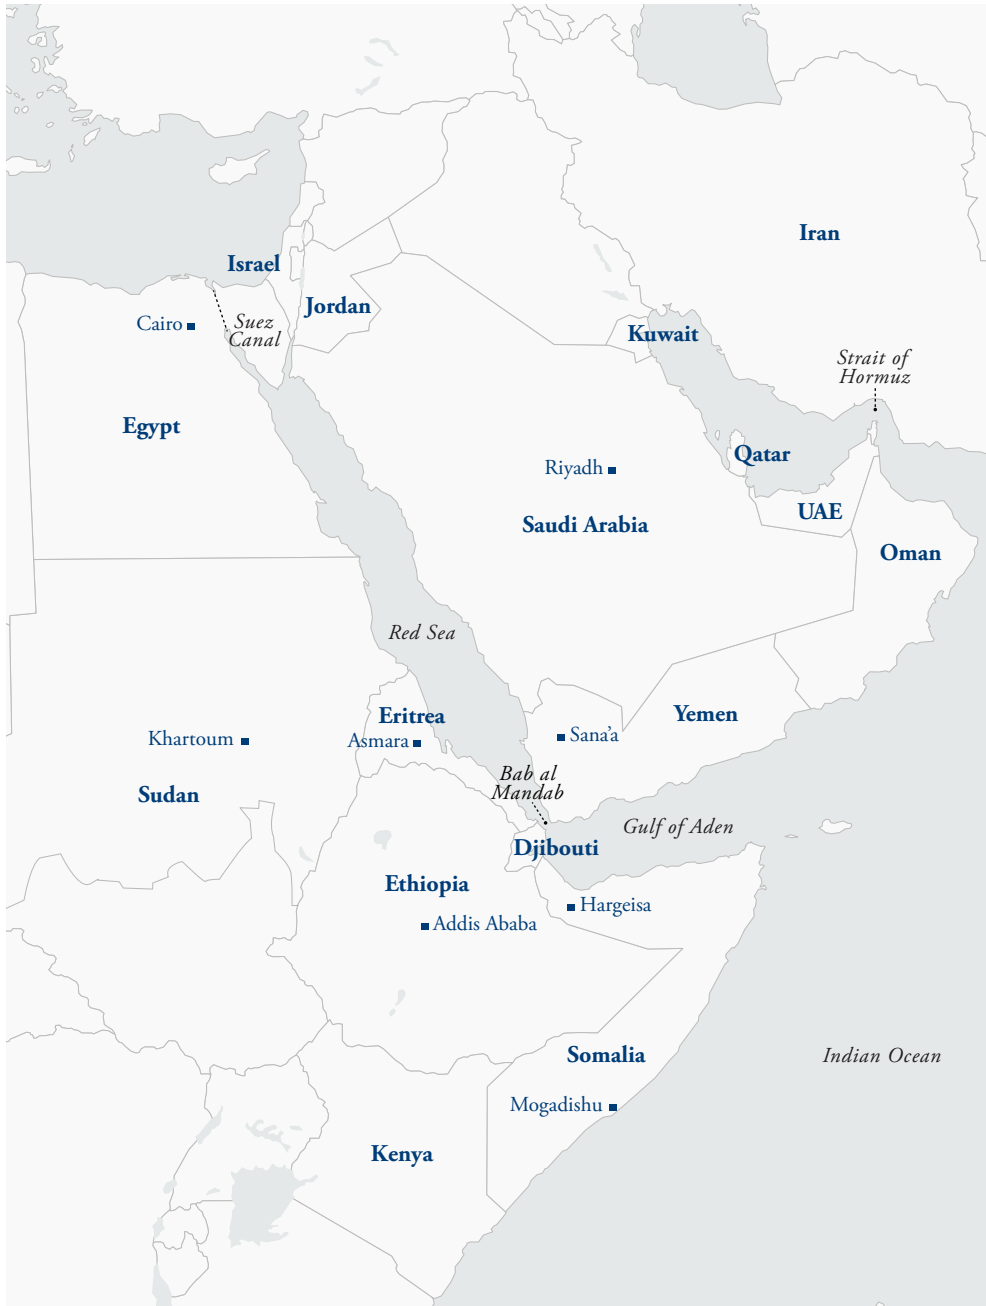 Iran
Israel
Jordan
Cairo
Suez
Canal
Kuwait
Strait of
Hormuz
Egypt
Qatar
Riyadh
UAE
Saudi Arabia
Oman
Red Sea
Eritrea
Yemen
Khartoum
Asmara
Sana’a
Bab al
Mandab
Sudan
Gulf of Aden
Djibouti
Ethiopia
Hargeisa
Addis Ababa
Somalia
Indian Ocean
Mogadishu
Kenya